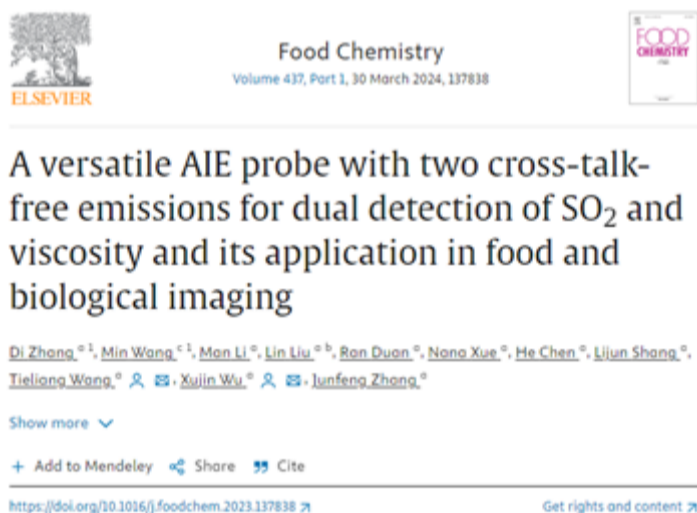 ELSEVIER
Food Chemistry
Volume 437, Part 1, 30 March 2024, 137838
FOOD
CHEMISTRY
A versatile AIE probe with two cross-talk-
free emissions for dual detection of SO₂ and
viscosity and its application in food and
biological imaging
Di Zhang ᵃ ¹, Min Wang ᶜ ¹, Man Li ᵃ, Lin Liu ᵃ ᵇ, Ran Duan ᵃ, Nana Xue ᵃ, He Chen ᵃ, Lijun Shang ᵃ,
Tieliang Wang ᵃ, Xujin Wu ᵃ, Junfeng Zhang ᵃ
Show more
+ Add to Mendeley Share Cite
https://doi.org/10.1016/j.foodchem.2023.137838 Get rights and content